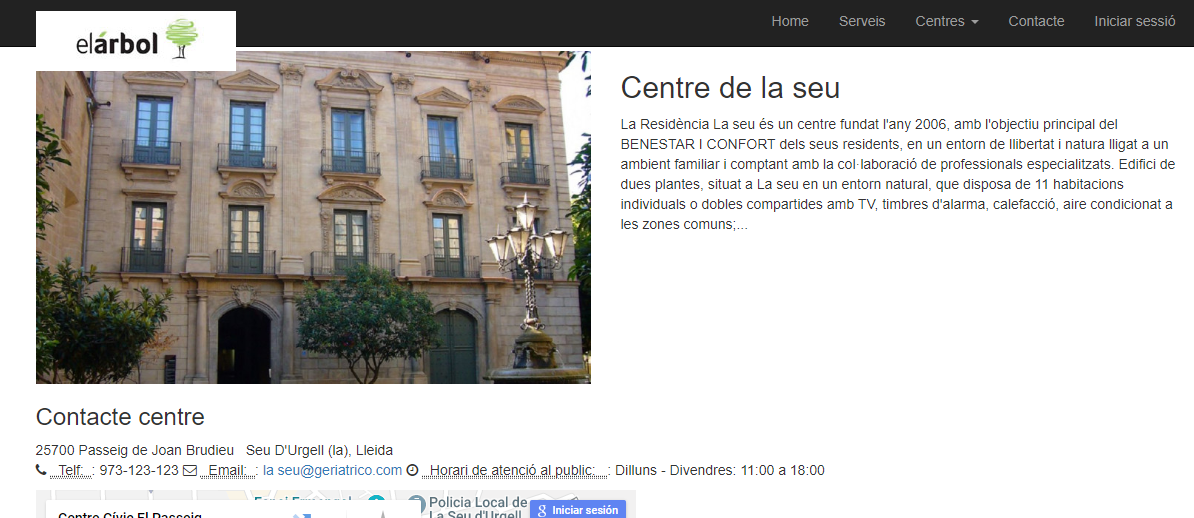 elárbol
Home Serveis Centres Contacte Iniciar sessió
Centre de la seu
La Residència La seu és un centre fundat l'any 2006, amb l'objectiu principal del
BENESTAR I CONFORT dels seus residents, en un entorn de llibertat i natura lligat a un
ambient familiar i comptant amb la col·laboració de professionals especialitzats. Edifici de
dues plantes, situat a La seu en un entorn natural, que disposa de 11 habitacions
individuals o dobles compartides amb TV, timbres d'alarma, calefacció, aire condicionat a
les zones comuns;...
Contacte centre
25700 Passeig de Joan Brudieu Seu D'Urgell (la), Lleida
Telf: : 973-123-123 Email: : la seu@geriatrico.com Horari de atenció al public: : Dilluns - Divendres: 11:00 a 18:00
Policia Local de
La Seu d'Urgell
Centre Cívic El Passeig
Iniciar sesión